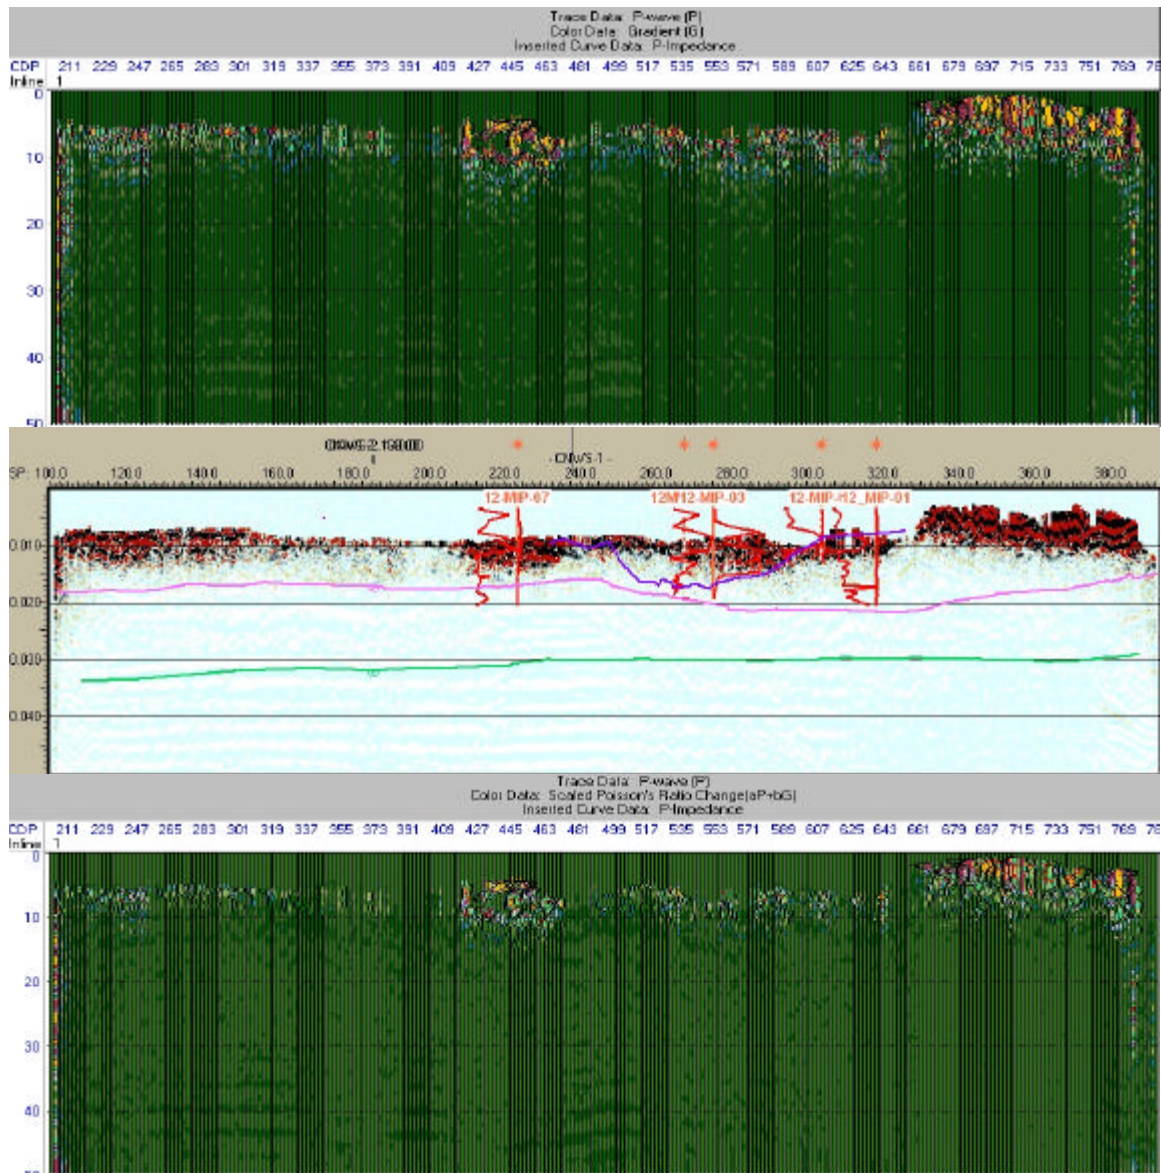 Trace Data: P-wave (P)
Color Data: Gradient (G)
Inserted Curve Data: P-Impedance
CDP 211 229 247 265 283 301 319 337 355 373 391 409 427 445 463 481 499 517 535 553 571 589 607 625 643 661 679 697 715 733 751 769 78
Inline 1
0
10
20
30
40
50
- CNWS-1 -
SP: 100.0 120.0 140.0 160.0 180.0 200.0 220.0 240.0 260.0 280.0 300.0 320.0 340.0 360.0 380.0
12-MIP-67 12-MIP-03 12-MIP- 12_MIP-01
0.010
0.020
0.030
0.040
Trace Data: P-wave (P)
Color Data: Scaled Poisson's Ratio Change(aP+bG)
Inserted Curve Data: P-Impedance
CDP 211 229 247 265 283 301 319 337 355 373 391 409 427 445 463 481 499 517 535 553 571 589 607 625 643 661 679 697 715 733 751 769 78
Inline 1
0
10
20
30
40
50